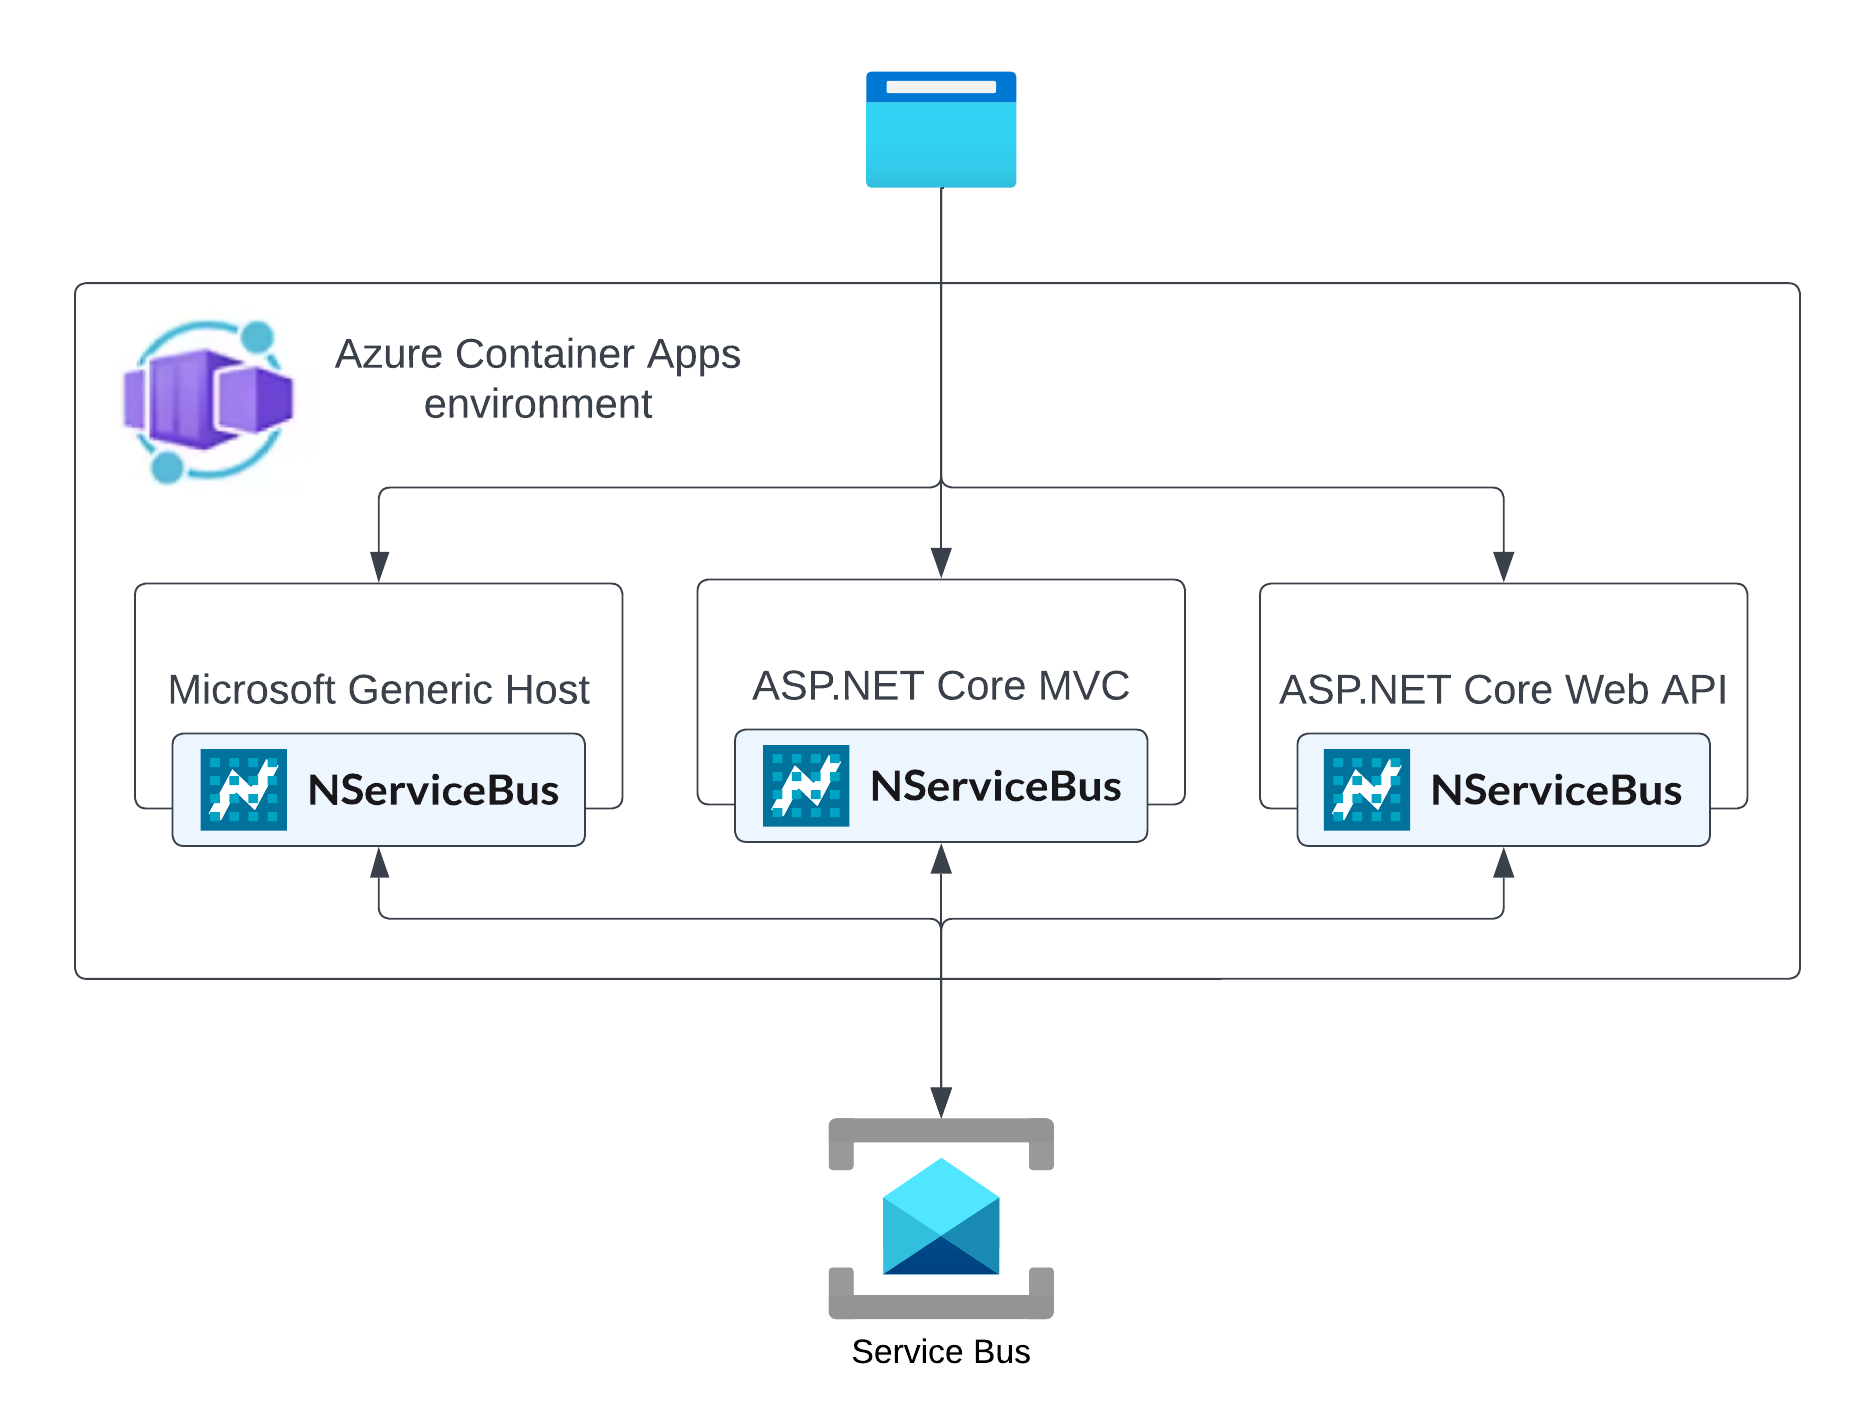 Azure Container Apps
environment
Microsoft Generic Host
ASP.NET Core MVC
ASP.NET Core Web API
NServiceBus
NServiceBus
NServiceBus
Service Bus